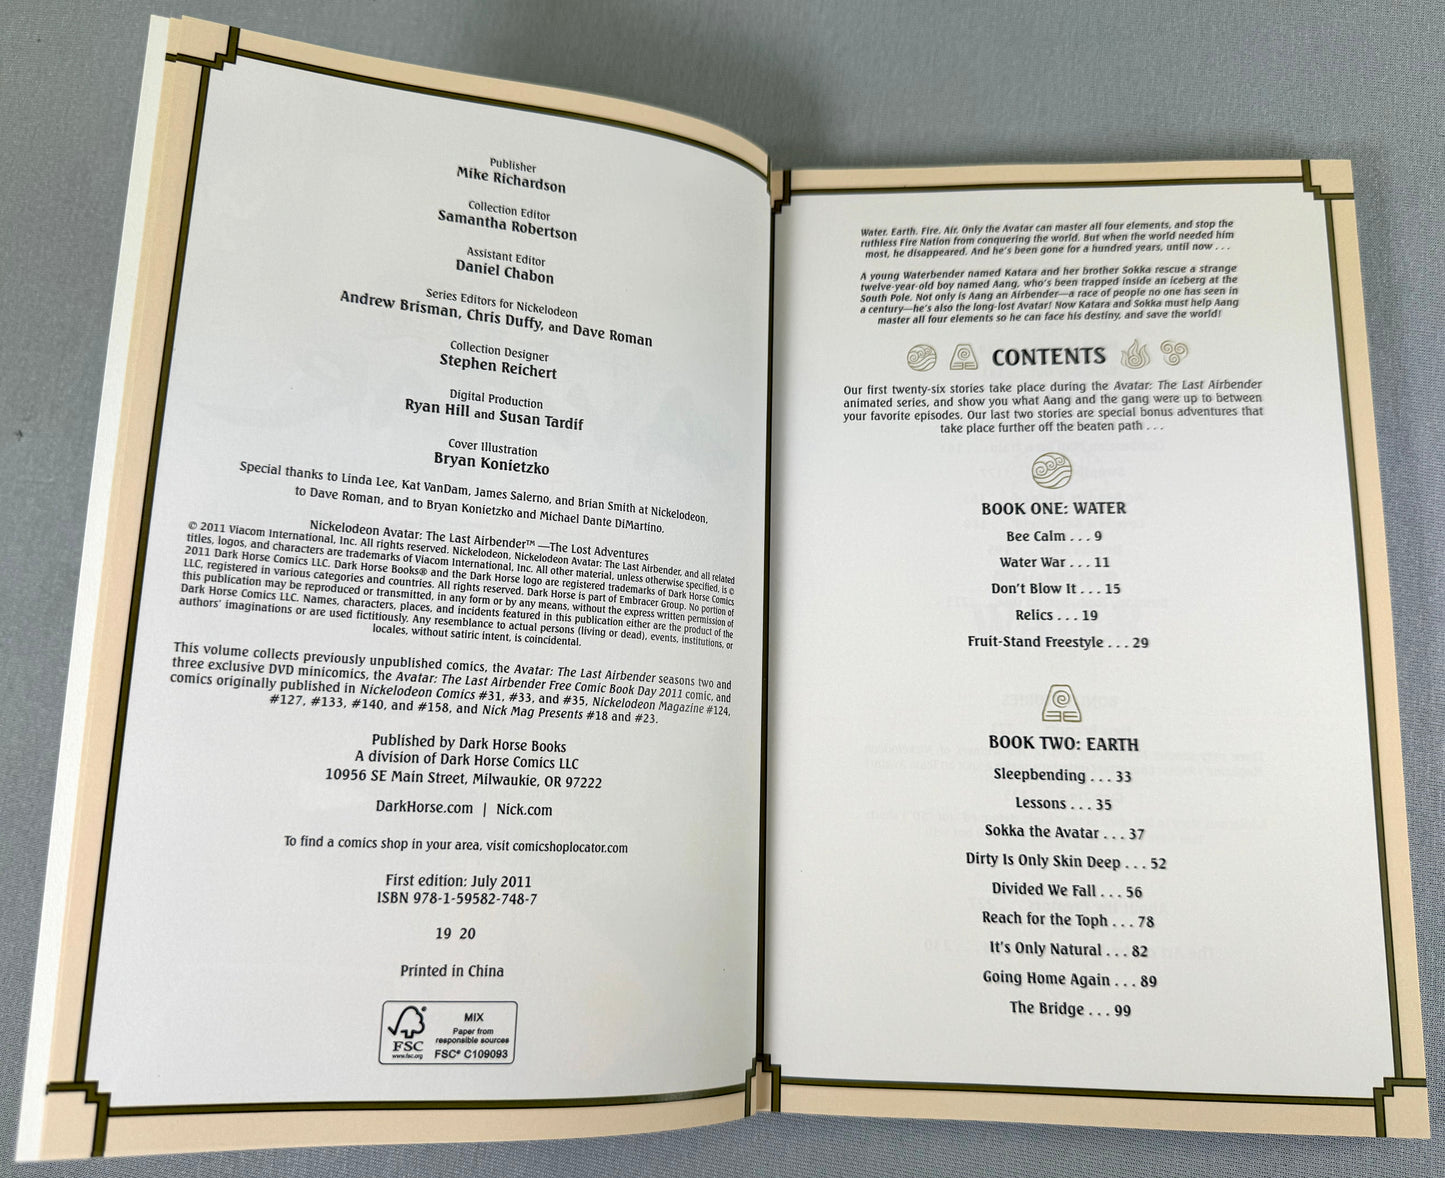 Publisher
Mike Richardson
Collection Editor
Samantha Robertson
Assistant Editor
Daniel Chabon
Series Editors for Nickelodeon
Andrew Brisman, Chris Duffy, and Dave Roman
Collection Designer
Stephen Reichert
Digital Production
Ryan Hill and Susan Tardif
Cover Illustration
Bryan Konietzko
Special thanks to Linda Lee, Kat VanDam, James Salerno, and Brian Smith at Nickelodeon,
to Dave Roman, and to Bryan Konietzko and Michael Dante DiMartino.
Nickelodeon Avatar: The Last Airbender™ —The Lost Adventures
© 2011 Viacom International, Inc. All rights reserved. Nickelodeon, Nickelodeon Avatar: The Last Airbender, and all related
titles, logos, and characters are trademarks of Viacom International, Inc. All other material, unless otherwise specified, is ©
2011 Dark Horse Comics LLC. Dark Horse Books® and the Dark Horse logo are registered trademarks of Dark Horse Comics
LLC, registered in various categories and countries. All rights reserved. Dark Horse is part of Embracer Group. No portion of
this publication may be reproduced or transmitted, in any form or by any means, without the express written permission of
Dark Horse Comics LLC. Names, characters, places, and incidents featured in this publication either are the product of the
authors' imaginations or are used fictitiously. Any resemblance to actual persons (living or dead), events, institutions, or
locales, without satiric intent, is coincidental.
This volume collects previously unpublished comics, the Avatar: The Last Airbender seasons two and
three exclusive DVD minicomics, the Avatar: The Last Airbender Free Comic Book Day 2011 comic, and
comics originally published in Nickelodeon Comics #31, #33, and #35, Nickelodeon Magazine #124,
#127, #133, #140, and #158, and Nick Mag Presents #18 and #23.
Published by Dark Horse Books
A division of Dark Horse Comics LLC
10956 SE Main Street, Milwaukie, OR 97222
DarkHorse.com | Nick.com
To find a comics shop in your area, visit comicshoplocator.com
First edition: July 2011
ISBN 978-1-59582-748-7
19 20
Printed in China
FSC
www.fsc.org
MIX
Paper from
responsible sources
FSC® C109093
Water. Earth. Fire. Air. Only the Avatar can master all four elements, and stop the
ruthless Fire Nation from conquering the world. But when the world needed him
most, he disappeared. And he's been gone for a hundred years, until now . . .
A young Waterbender named Katara and her brother Sokka rescue a strange
twelve-year-old boy named Aang, who's been trapped inside an iceberg at the
South Pole. Not only is Aang an Airbender—a race of people no one has seen in
a century—he's also the long-lost Avatar! Now Katara and Sokka must help Aang
master all four elements so he can face his destiny, and save the world!
CONTENTS
Our first twenty-six stories take place during the Avatar: The Last Airbender
animated series, and show you what Aang and the gang were up to between
your favorite episodes. Our last two stories are special bonus adventures that
take place further off the beaten path . . .
BOOK ONE: WATER
Bee Calm . . . 9
Water War . . . 11
Don't Blow It . . . 15
Relics . . . 19
Fruit-Stand Freestyle . . . 29
BOOK TWO: EARTH
Sleepbending . . . 33
Lessons . . . 35
Sokka the Avatar . . . 37
Dirty Is Only Skin Deep . . . 52
Divided We Fall . . . 56
Reach for the Toph . . . 78
It's Only Natural . . . 82
Going Home Again . . . 89
The Bridge . . . 99